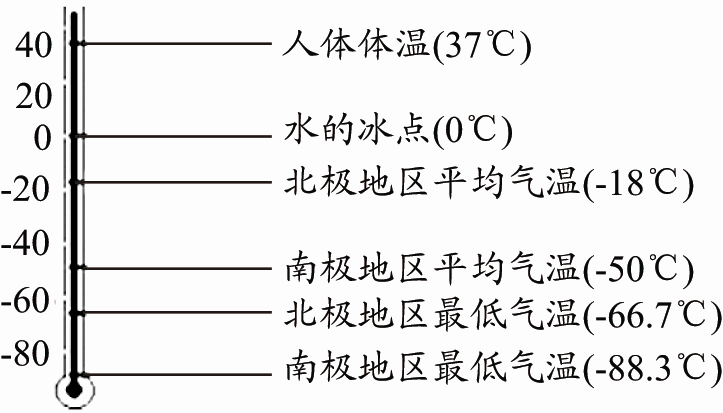 40 人体体温(37℃)
20
0 水的冰点(0℃)
-20 北极地区平均气温(-18℃)
-40
南极地区平均气温(-50℃)
-60 北极地区最低气温(-66.7℃)
-80 南极地区最低气温(-88.3℃)